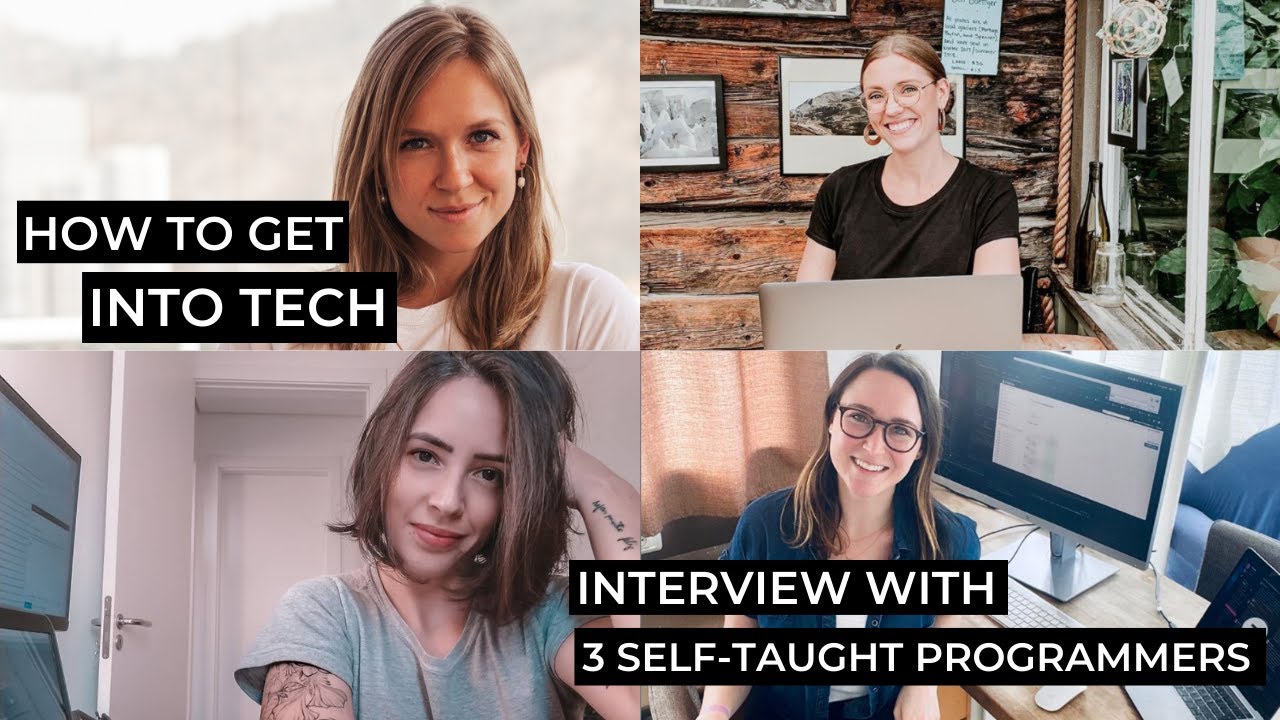 HOW TO GET
INTO TECH
INTERVIEW WITH
3 SELF-TAUGHT PROGRAMMERS